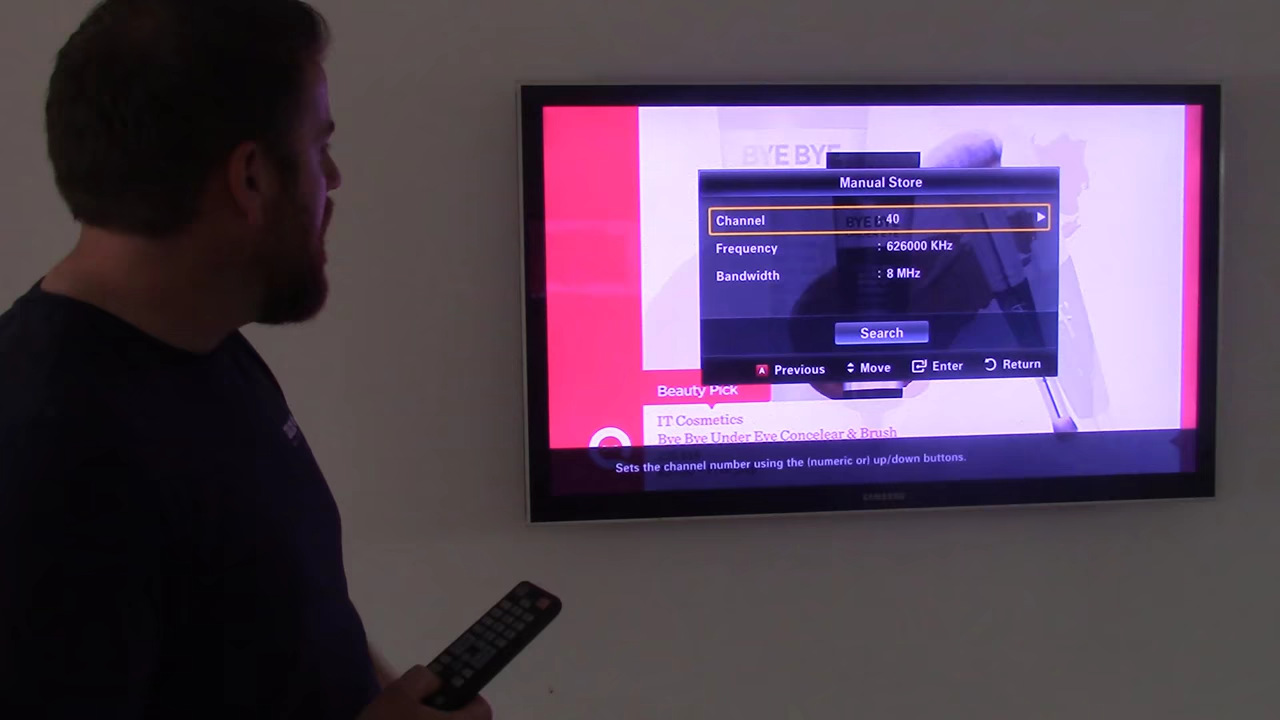 BYE BYE
Manual Store
Channel : 40
BYE BYE
Frequency : 626000 KHz
Bandwidth : 8 MHz
Search
A Previous Move Enter Return
Beauty Pick
IT Cosmetics
Bye Bye Under Eye Concelear & Brush
Sets the channel number using the (numeric or) up/down buttons.
SAMSUNG